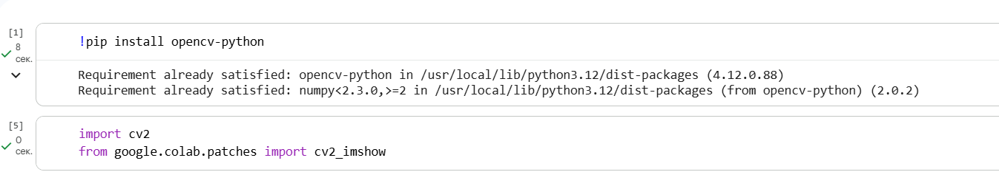 [1]
8
сек.
!pip install opencv-python
Requirement already satisfied: opencv-python in /usr/local/lib/python3.12/dist-packages (4.12.0.88)
Requirement already satisfied: numpy<2.3.0,>=2 in /usr/local/lib/python3.12/dist-packages (from opencv-python) (2.0.2)
[5]
0
сек.
import cv2
from google.colab.patches import cv2_imshow